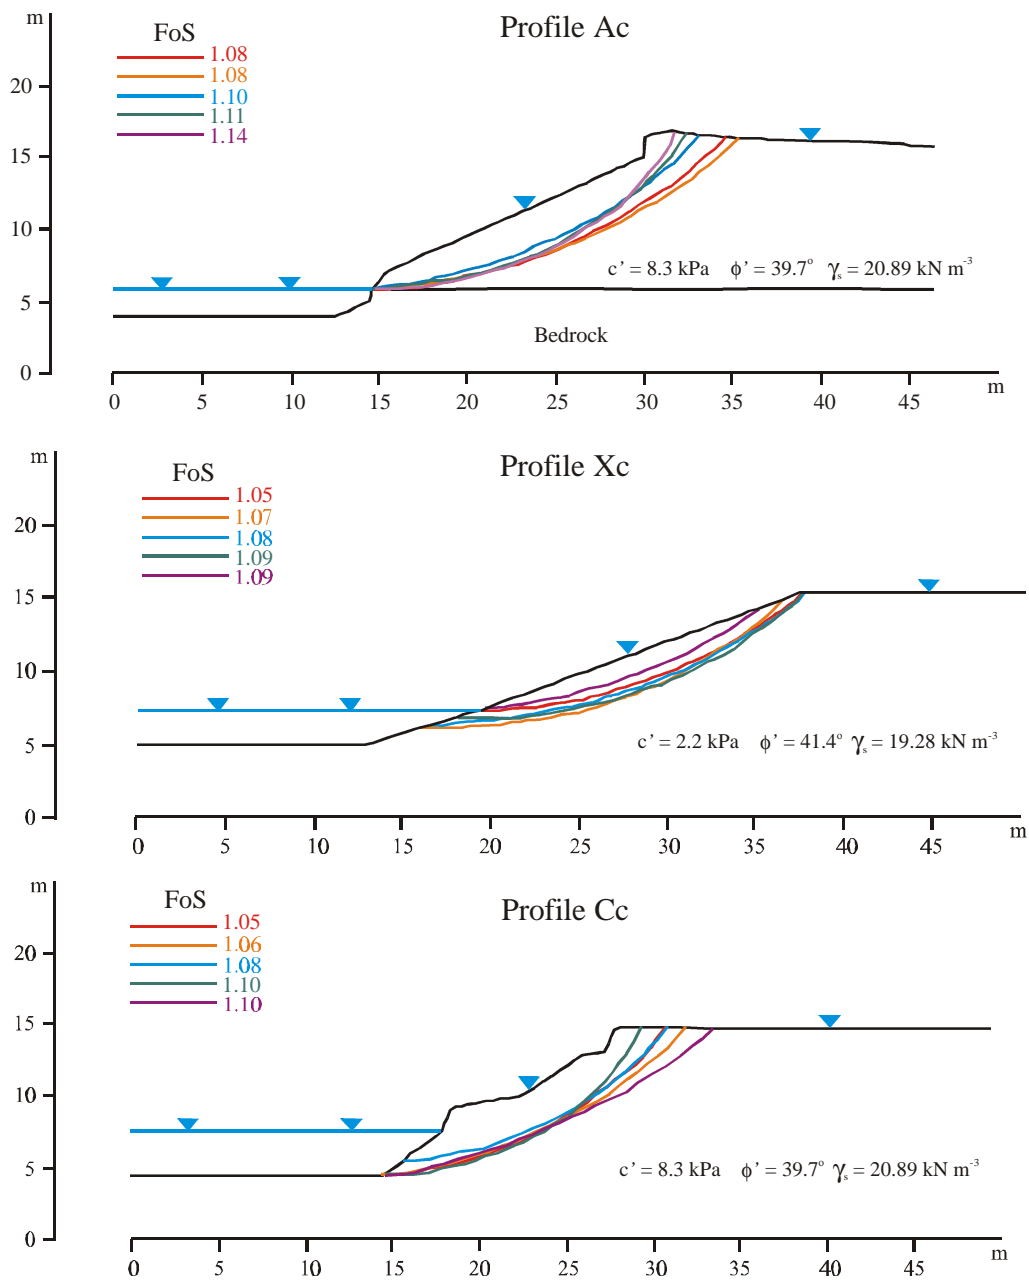 m
Profile Ac
FoS
1.08
1.08
1.10
1.11
1.14
20
15
10
5
0
c' = 8.3 kPa ϕ' = 39.7° γs = 20.89 kN m-3
Bedrock
0 5 10 15 20 25 30 35 40 45
m
m
Profile Xc
FoS
1.05
1.07
1.08
1.09
1.09
20
15
10
5
0
c' = 2.2 kPa ϕ' = 41.4° γs = 19.28 kN m-3
0 5 10 15 20 25 30 35 40 45
m
m
Profile Cc
FoS
1.05
1.06
1.08
1.10
1.10
20
15
10
5
0
c' = 8.3 kPa ϕ' = 39.7° γs = 20.89 kN m-3
0 5 10 15 20 25 30 35 40 45
m